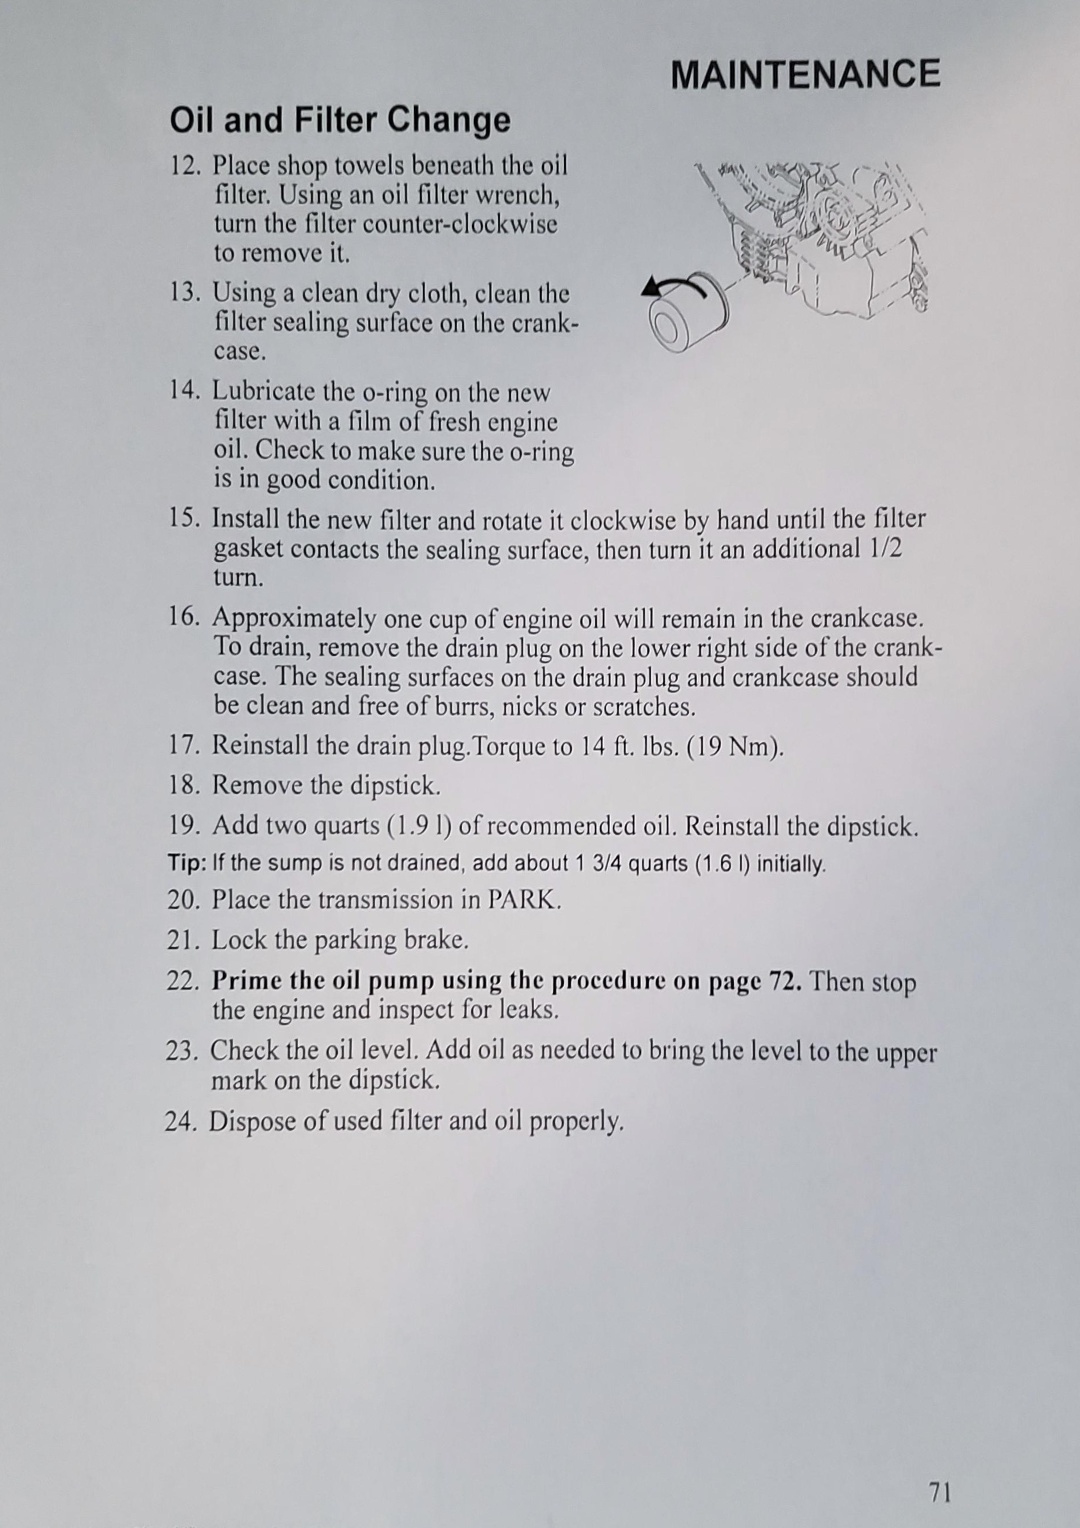 MAINTENANCE
Oil and Filter Change
12. Place shop towels beneath the oil
filter. Using an oil filter wrench,
turn the filter counter-clockwise
to remove it.
13. Using a clean dry cloth, clean the
filter sealing surface on the crank-
case.
14. Lubricate the o-ring on the new
filter with a film of fresh engine
oil. Check to make sure the o-ring
is in good condition.
15. Install the new filter and rotate it clockwise by hand until the filter
gasket contacts the sealing surface, then turn it an additional 1/2
turn.
16. Approximately one cup of engine oil will remain in the crankcase.
To drain, remove the drain plug on the lower right side of the crank-
case. The sealing surfaces on the drain plug and crankcase should
be clean and free of burrs, nicks or scratches.
17. Reinstall the drain plug.Torque to 14 ft. lbs. (19 Nm).
18. Remove the dipstick.
19. Add two quarts (1.9 l) of recommended oil. Reinstall the dipstick.
Tip: If the sump is not drained, add about 1 3/4 quarts (1.6 l) initially.
20. Place the transmission in PARK.
21. Lock the parking brake.
22. Prime the oil pump using the procedure on page 72. Then stop
the engine and inspect for leaks.
23. Check the oil level. Add oil as needed to bring the level to the upper
mark on the dipstick.
24. Dispose of used filter and oil properly.
71